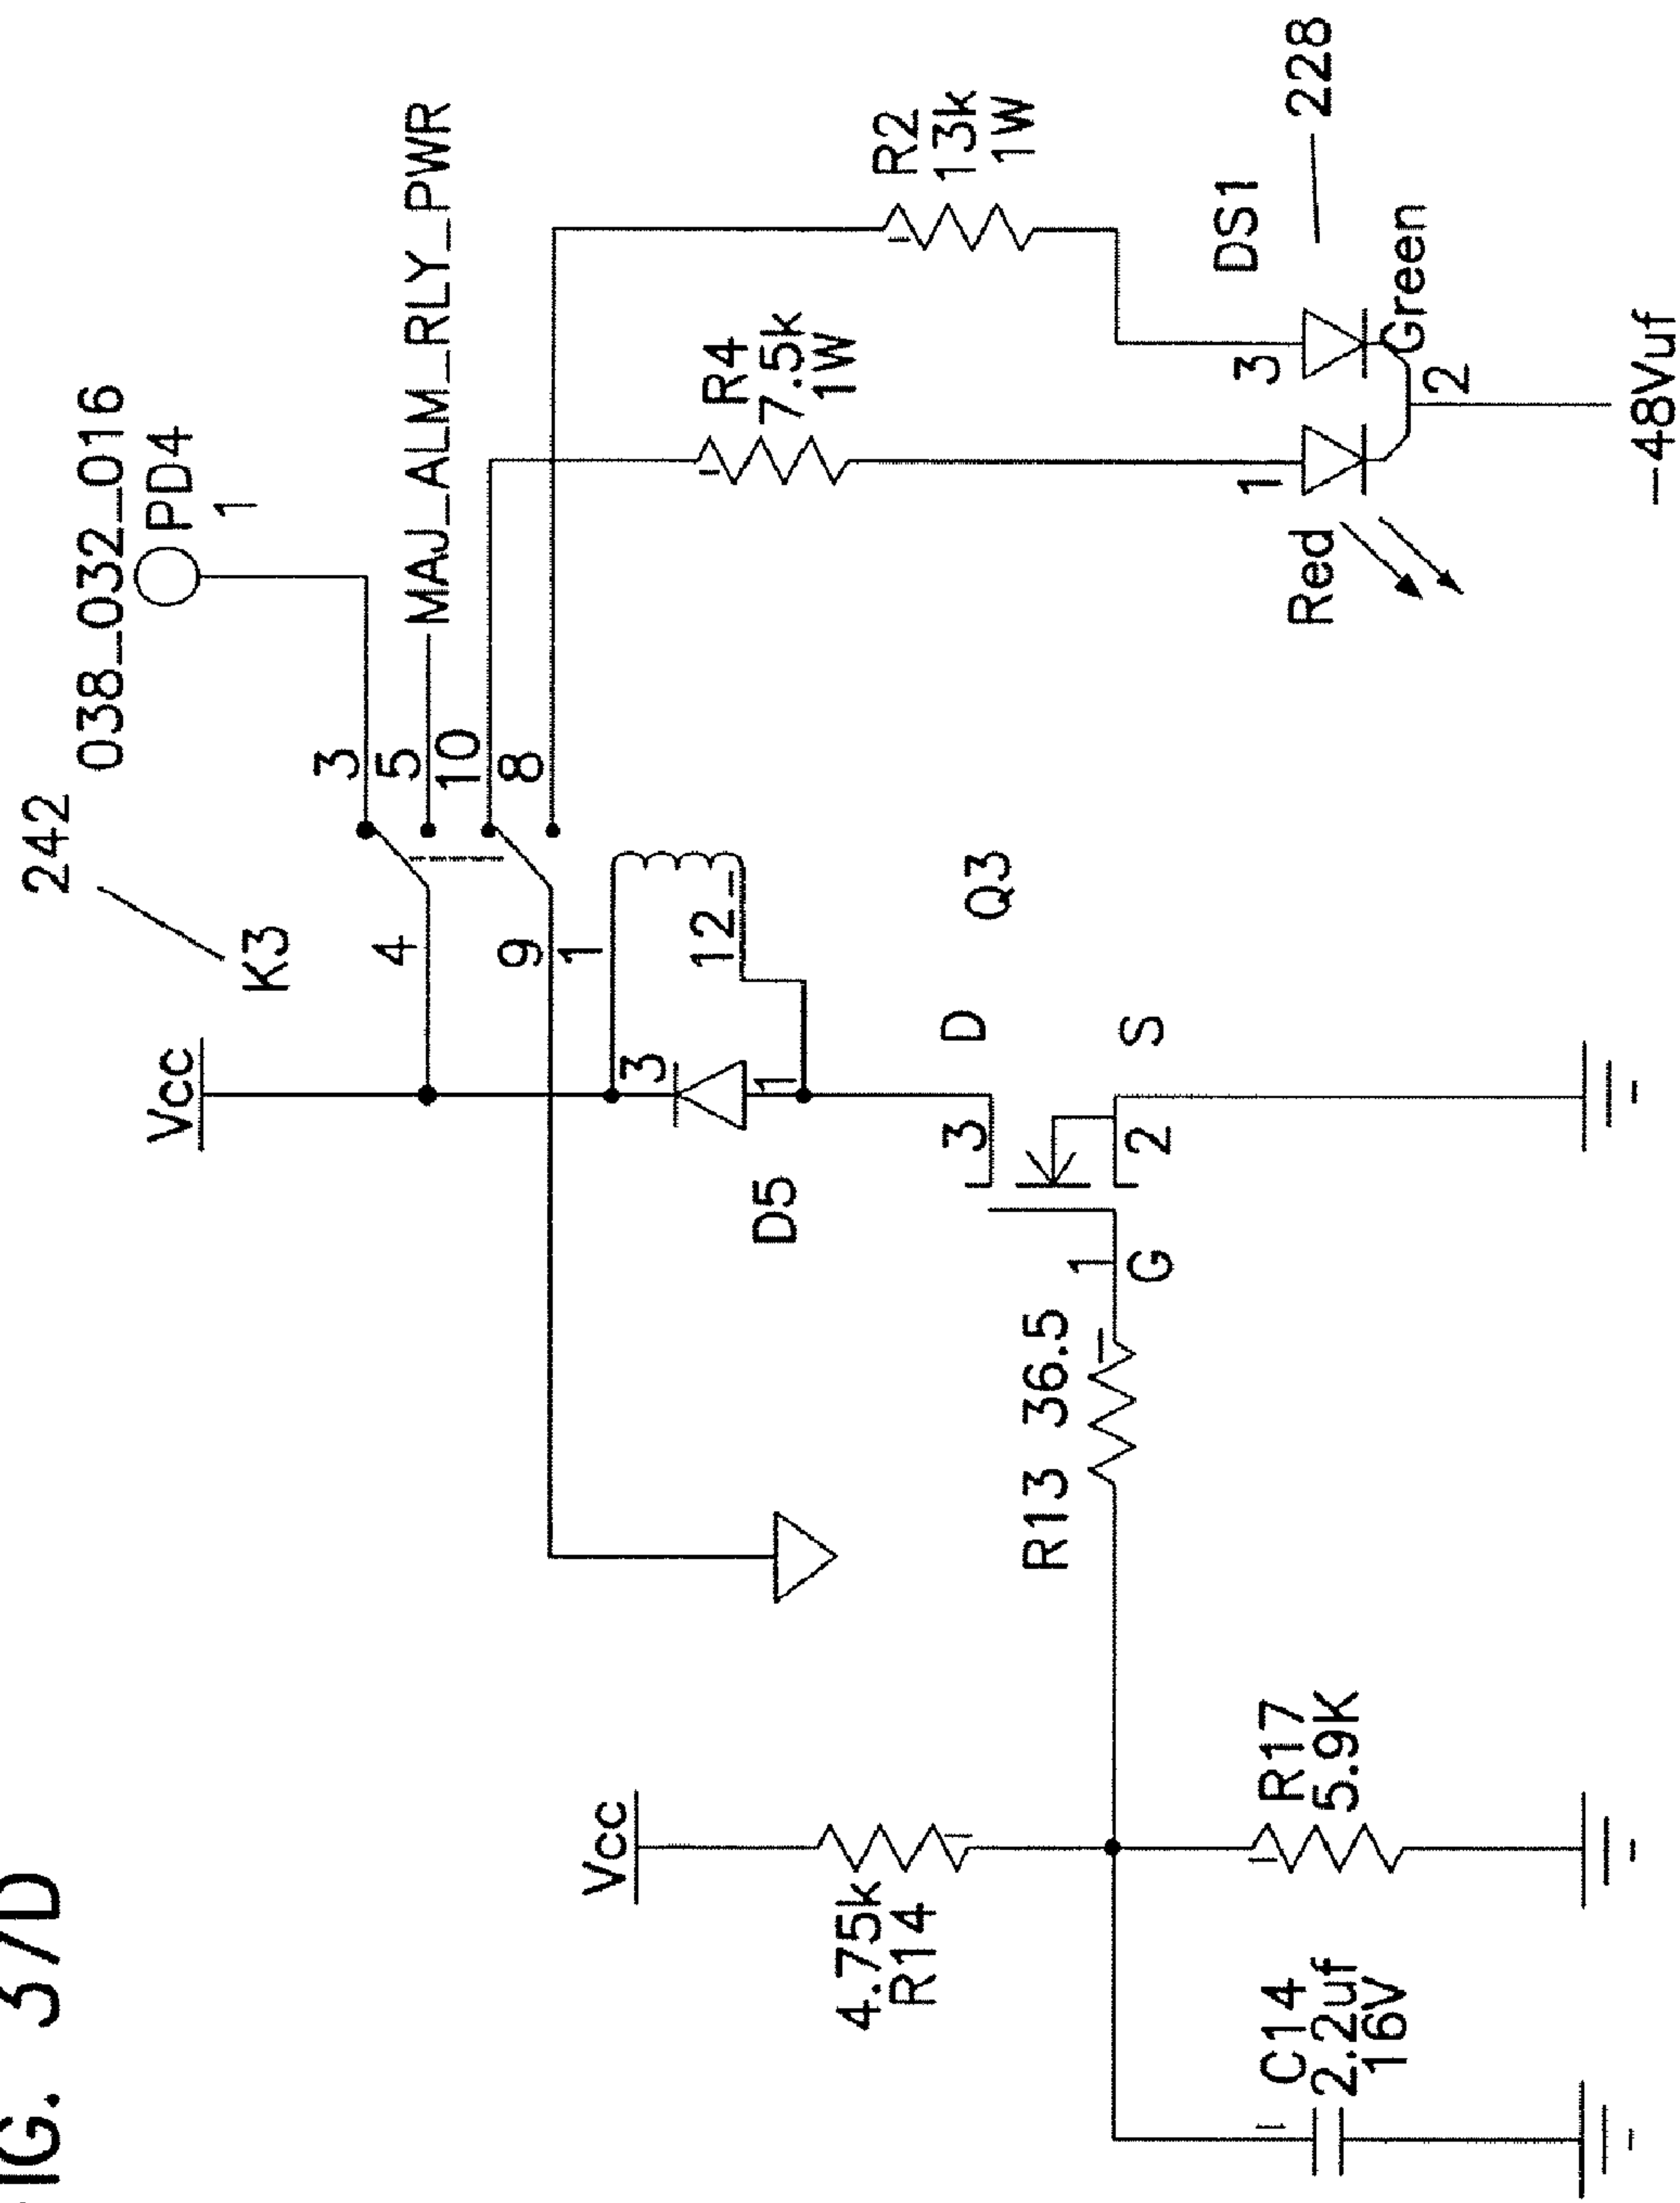 FIG. 37D
242
038_032_016
PD4
1
K3
Vcc
4
3
5
MAJ_ALM_RLY_PWR
10
8
9
1
12
3
1
D5
R4
7.5k
1W
R2
13k
1W
Q3
D
3
S
2
G
1
R13 36.5
Vcc
4.75k
R14
R17
5.9K
C14
2.2uf
16V
DS1
228
3
1
Red
Green
2
-48Vuf